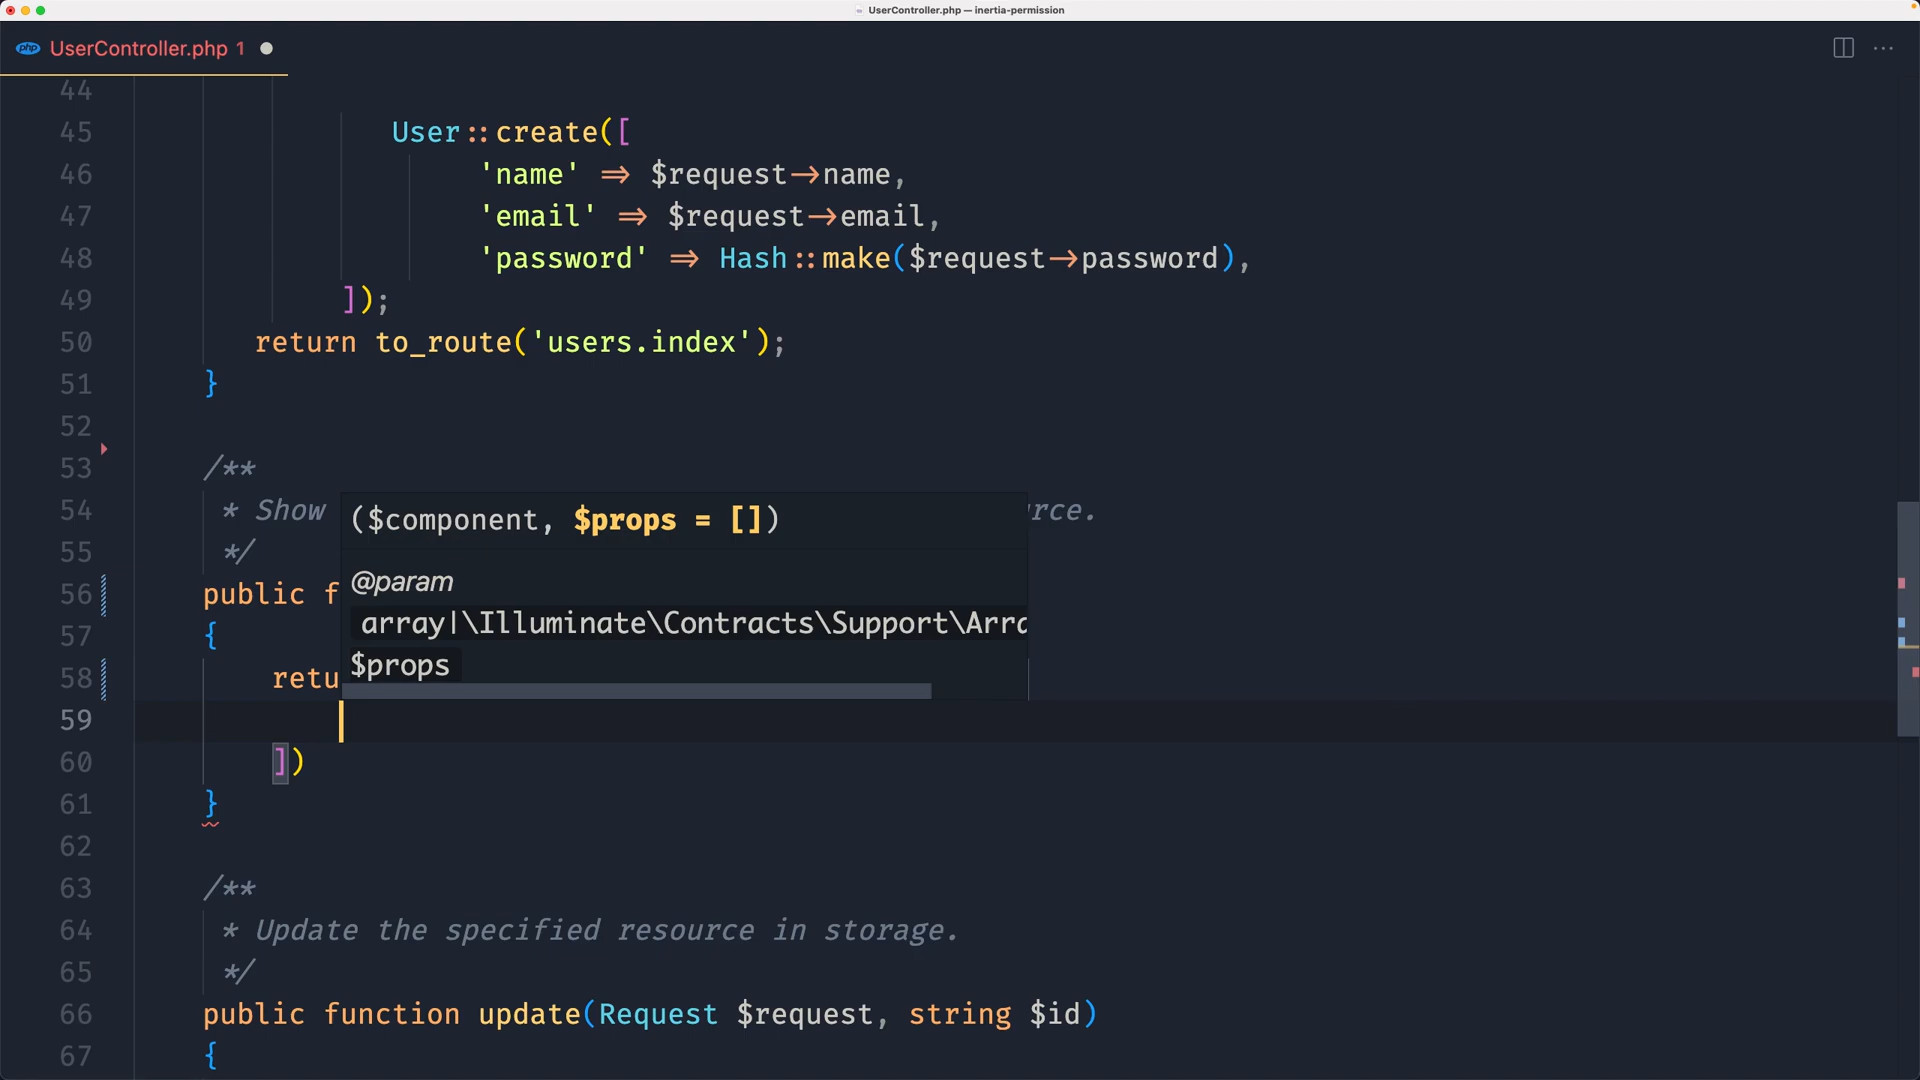 UserController.php — inertia-permission
php UserController.php 1
44
45 User::create([
46 'name' => $request->name,
47 'email' => $request->email,
48 'password' => Hash::make($request->password),
49 ]);
50 return to_route('users.index');
51 }
52
53 /**
54 * Show rce.
($component, $props = [])
55 */
@param
56 public f
array|\Illuminate\Contracts\Support\Arra
57 {
$props
58 retu
59
60 ])
61 }
62
63 /**
64 * Update the specified resource in storage.
65 */
66 public function update(Request $request, string $id)
67 {